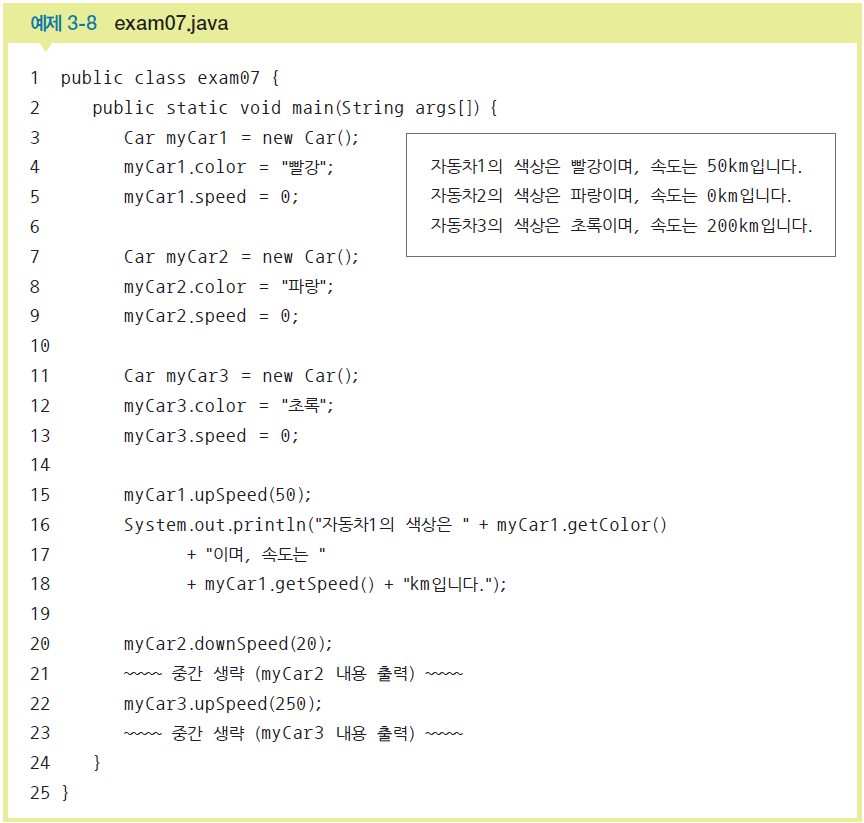 예제 3-8 exam07.java
1 public class exam07 {
2 public static void main(String args[]) {
3 Car myCar1 = new Car();
4 myCar1.color = "빨강";
5 myCar1.speed = 0;
6
7 Car myCar2 = new Car();
8 myCar2.color = "파랑";
9 myCar2.speed = 0;
10
11 Car myCar3 = new Car();
12 myCar3.color = "초록";
13 myCar3.speed = 0;
14
15 myCar1.upSpeed(50);
16 System.out.println("자동차1의 색상은 " + myCar1.getColor()
17 + "이며, 속도는 "
18 + myCar1.getSpeed() + "km입니다.");
19
20 myCar2.downSpeed(20);
21 ~~~~~ 중간 생략 (myCar2 내용 출력) ~~~~~
22 myCar3.upSpeed(250);
23 ~~~~~ 중간 생략 (myCar3 내용 출력) ~~~~~
24 }
25 }
자동차1의 색상은 빨강이며, 속도는 50km입니다.
자동차2의 색상은 파랑이며, 속도는 0km입니다.
자동차3의 색상은 초록이며, 속도는 200km입니다.